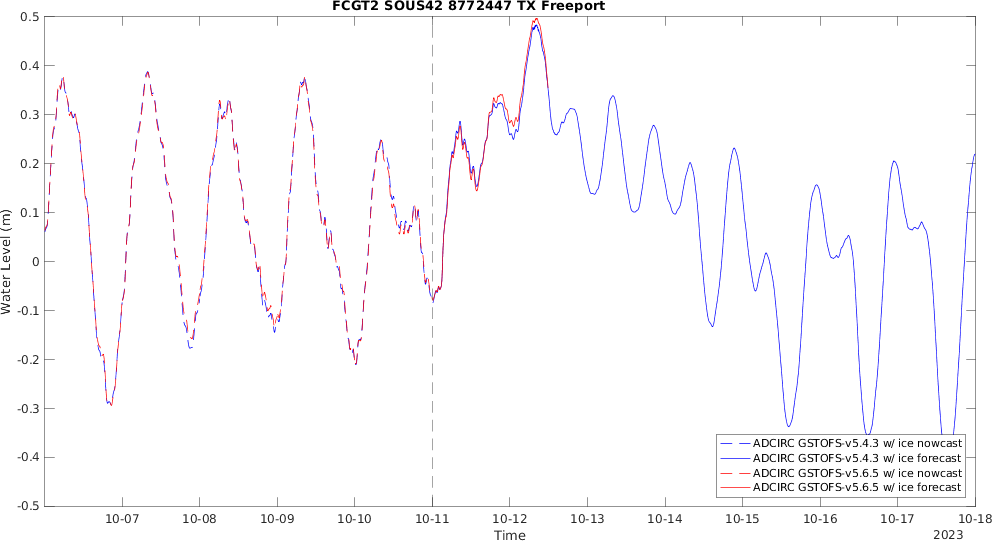 FCGT2 SOUS42 8772447 TX Freeport
0.5
0.4
0.3
0.2
0.1
0
-0.1
-0.2
-0.3
-0.4
-0.5
Water Level (m)
ADCIRC GSTOFS-v5.4.3 w/ ice nowcast
ADCIRC GSTOFS-v5.4.3 w/ ice forecast
ADCIRC GSTOFS-v5.6.5 w/ ice nowcast
ADCIRC GSTOFS-v5.6.5 w/ ice forecast
10-07 10-08 10-09 10-10 10-11 10-12 10-13 10-14 10-15 10-16 10-17 10-18
Time
2023